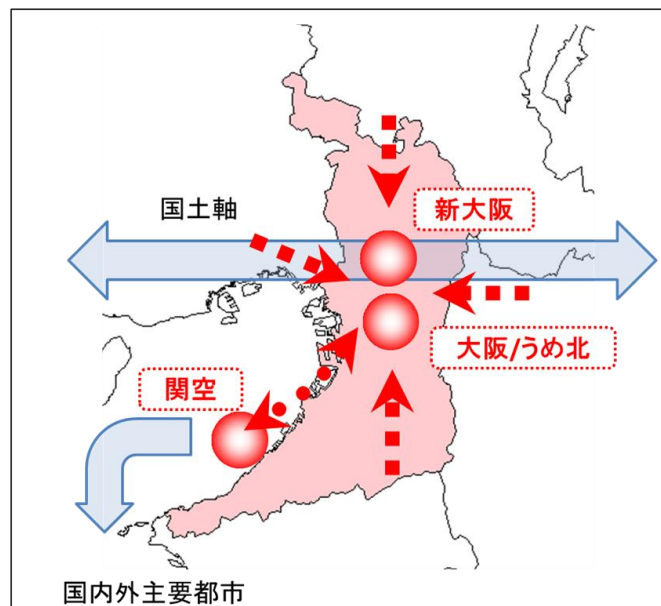 国土軸
新大阪
大阪/うめ北
関空
国内外主要都市